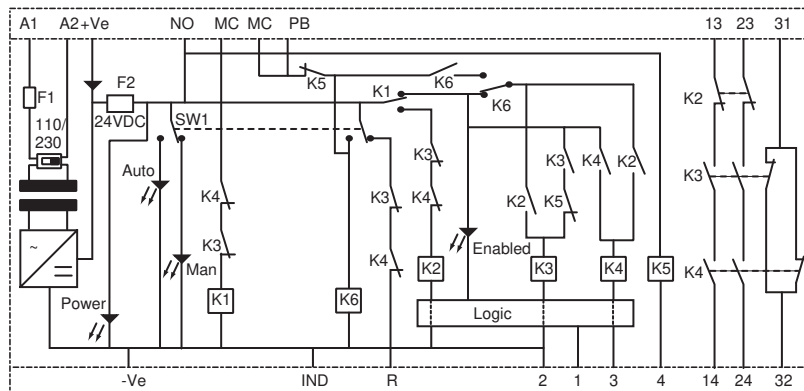 A1 A2 +Ve NO MC MC PB 13 23 31
F2
K5
K6
K1
F1
24VDC
SW1
K6
K2
110/
230
Auto
K3
K3 K4 K2
K4
K3
K4
K2
K5
K3
K3
K4
Enabled
~
Man
K2 K3 K4 K5
K4
Power
K1
K6
Logic
-Ve IND R 2 1 3 4 14 24 32